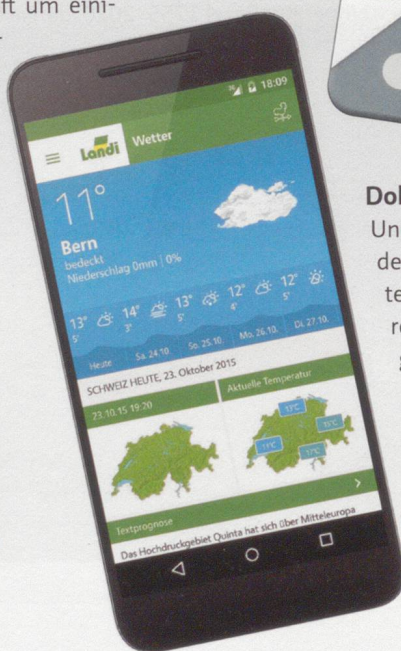 ft um eini-
18:09
Landi
Wetter
11°
Bern
bedeckt
Niederschlag 0mm | 0%
13° 14° 13° 12° 12°
5° 3° 5° 4° 5°
Heute Sa. 24.10. So. 25.10. Mo. 26.10. Di. 27.10.
SCHWEIZ HEUTE, 23. Oktober 2015
23.10.15 19:20
Aktuelle Temperatur
13°C
11°C
Textprognose
Das Hochdruckgebiet Quinta hat sich über Mitteleuropa
Dol
Un
de
te
re
g